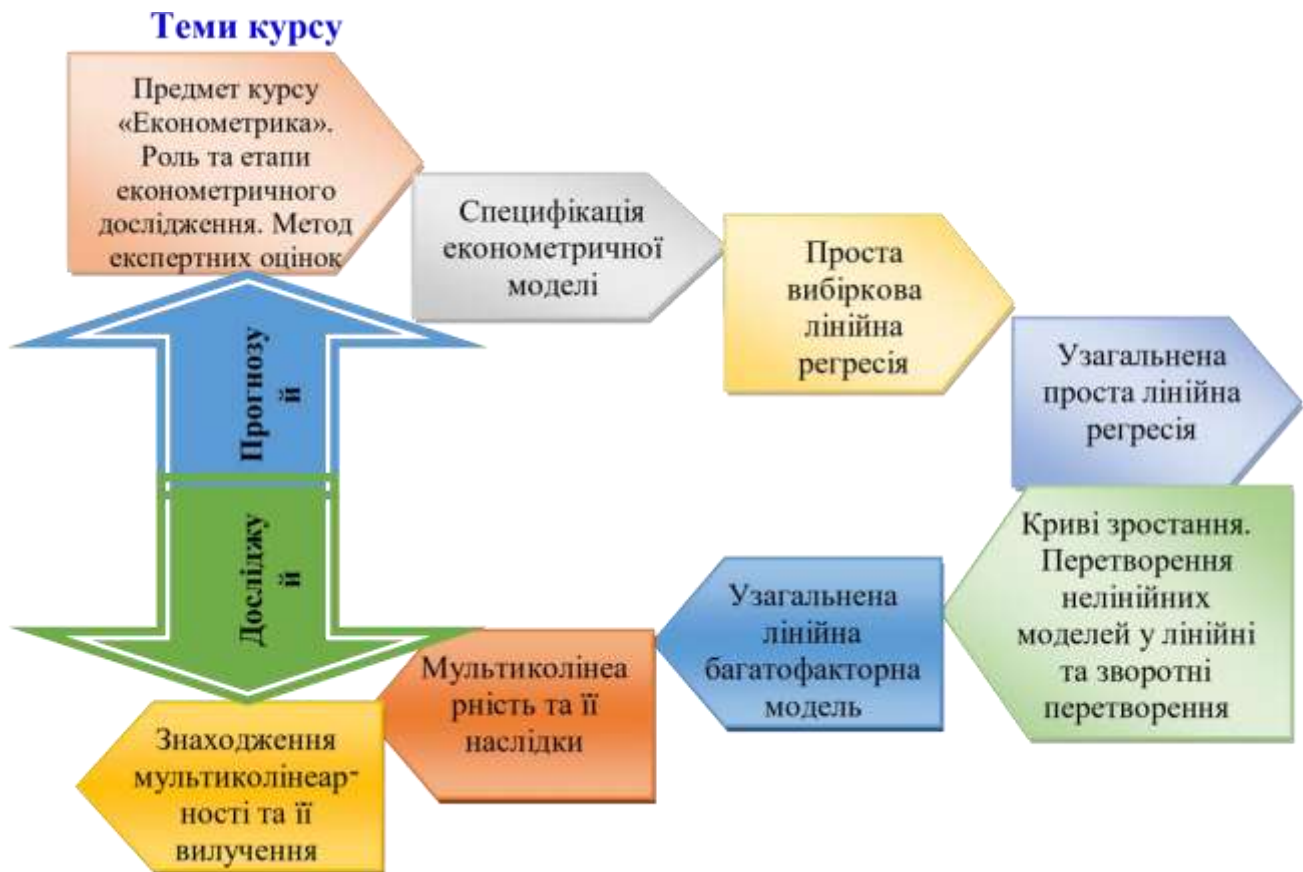 Теми курсу
Предмет курсу
«Економетрика».
Роль та етапи
економетричного
дослідження. Метод
експертних оцінок
Специфікація
економетричної
моделі
Проста
вибіркова
лінійна
регресія
Узагальнена
проста лінійна
регресія
Криві зростання.
Перетворення
нелінійних
моделей у лінійні
та зворотні
перетворення
Узагальнена
лінійна
багатофакторна
модель
Мультиколінеа
рність та її
наслідки
Знаходження
мультиколінеар-
ності та її
вилучення
Прогнозу
й
Досліджу
й